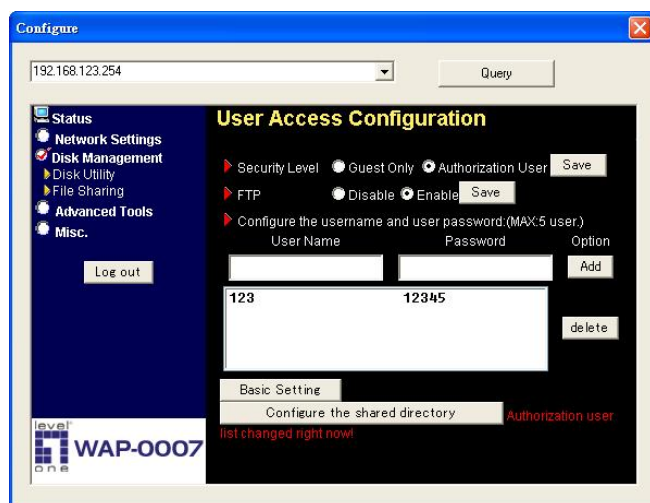 Configure
192.168.123.254
Query
Status
Network Settings
Disk Management
Disk Utility
File Sharing
Advanced Tools
Misc.
Log out
level
one
WAP-0007
User Access Configuration
Security Level Guest Only Authorization User Save
FTP Disable Enable Save
Configure the username and user password:(MAX:5 user.)
User Name Password Option
Add
123 12345
delete
Basic Setting
Configure the shared directory Authorization user
list changed right now!